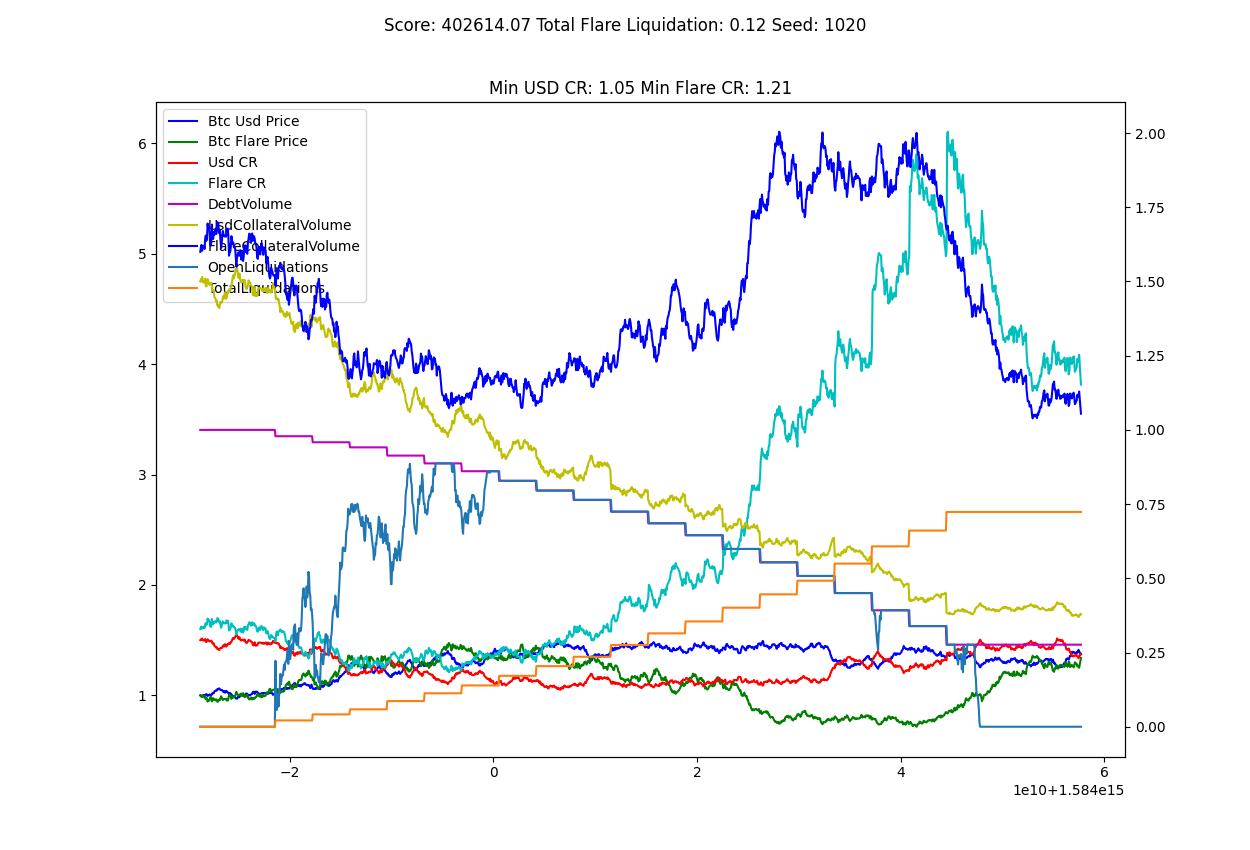 Score: 402614.07 Total Flare Liquidation: 0.12 Seed: 1020
Min USD CR: 1.05 Min Flare CR: 1.21
Btc Usd Price
Btc Flare Price
Usd CR
Flare CR
DebtVolume
UsdCollateralVolume
FlareCollateralVolume
OpenLiquidations
TotalLiquidations
6
5
4
3
2
1
2.00
1.75
1.50
1.25
1.00
0.75
0.50
0.25
0.00
−2
0
2
4
6
1e10+1.584e15